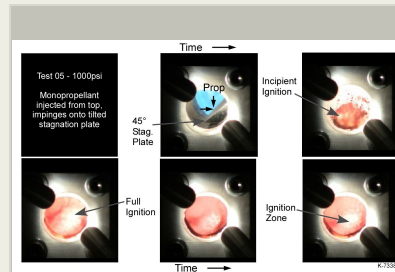 Time
Test 05 - 1000psi
Monopropellant
injected from top,
impinges onto tilted
stagnation plate
Prop
45°
Stag.
Plate
Incipient
Ignition
Full
Ignition
Ignition
Zone
Time
K-7338